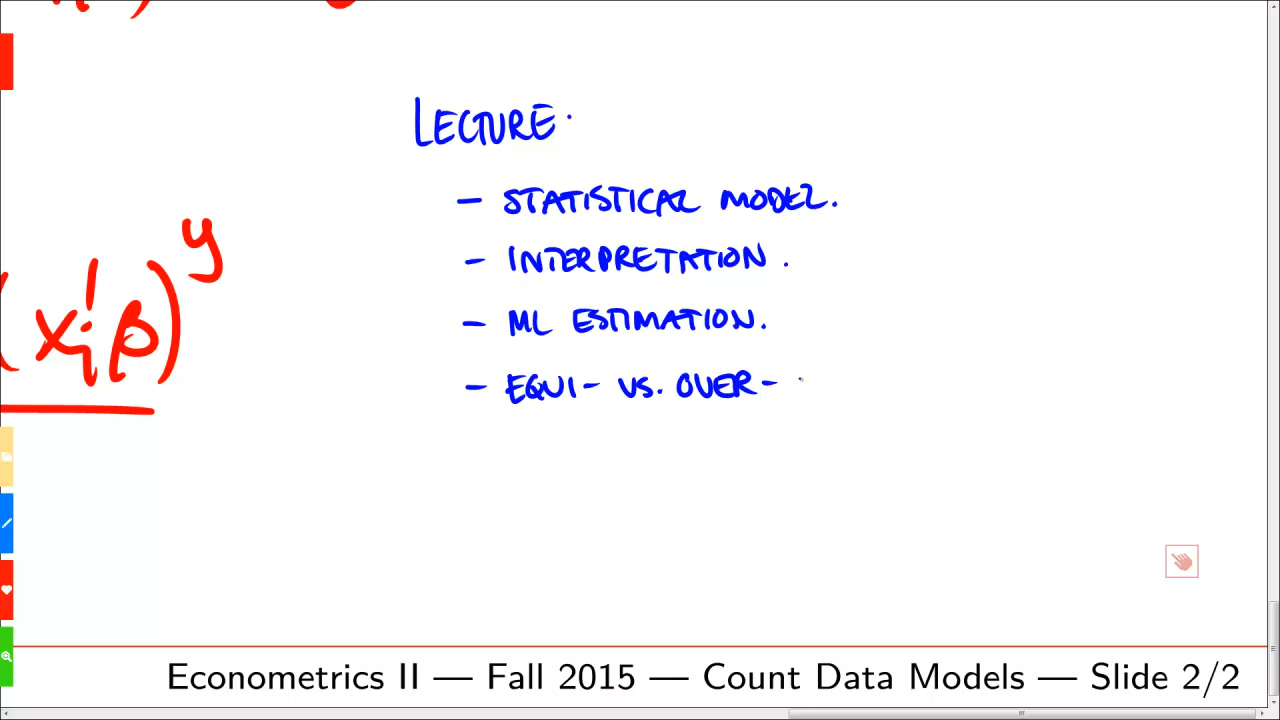 LECTURE.
- STATISTICAL MODEL.
- INTERPRETATION.
(xi'β)^y
- ML ESTIMATION.
- EQUI- VS. OVER-
Econometrics II — Fall 2015 — Count Data Models — Slide 2/2